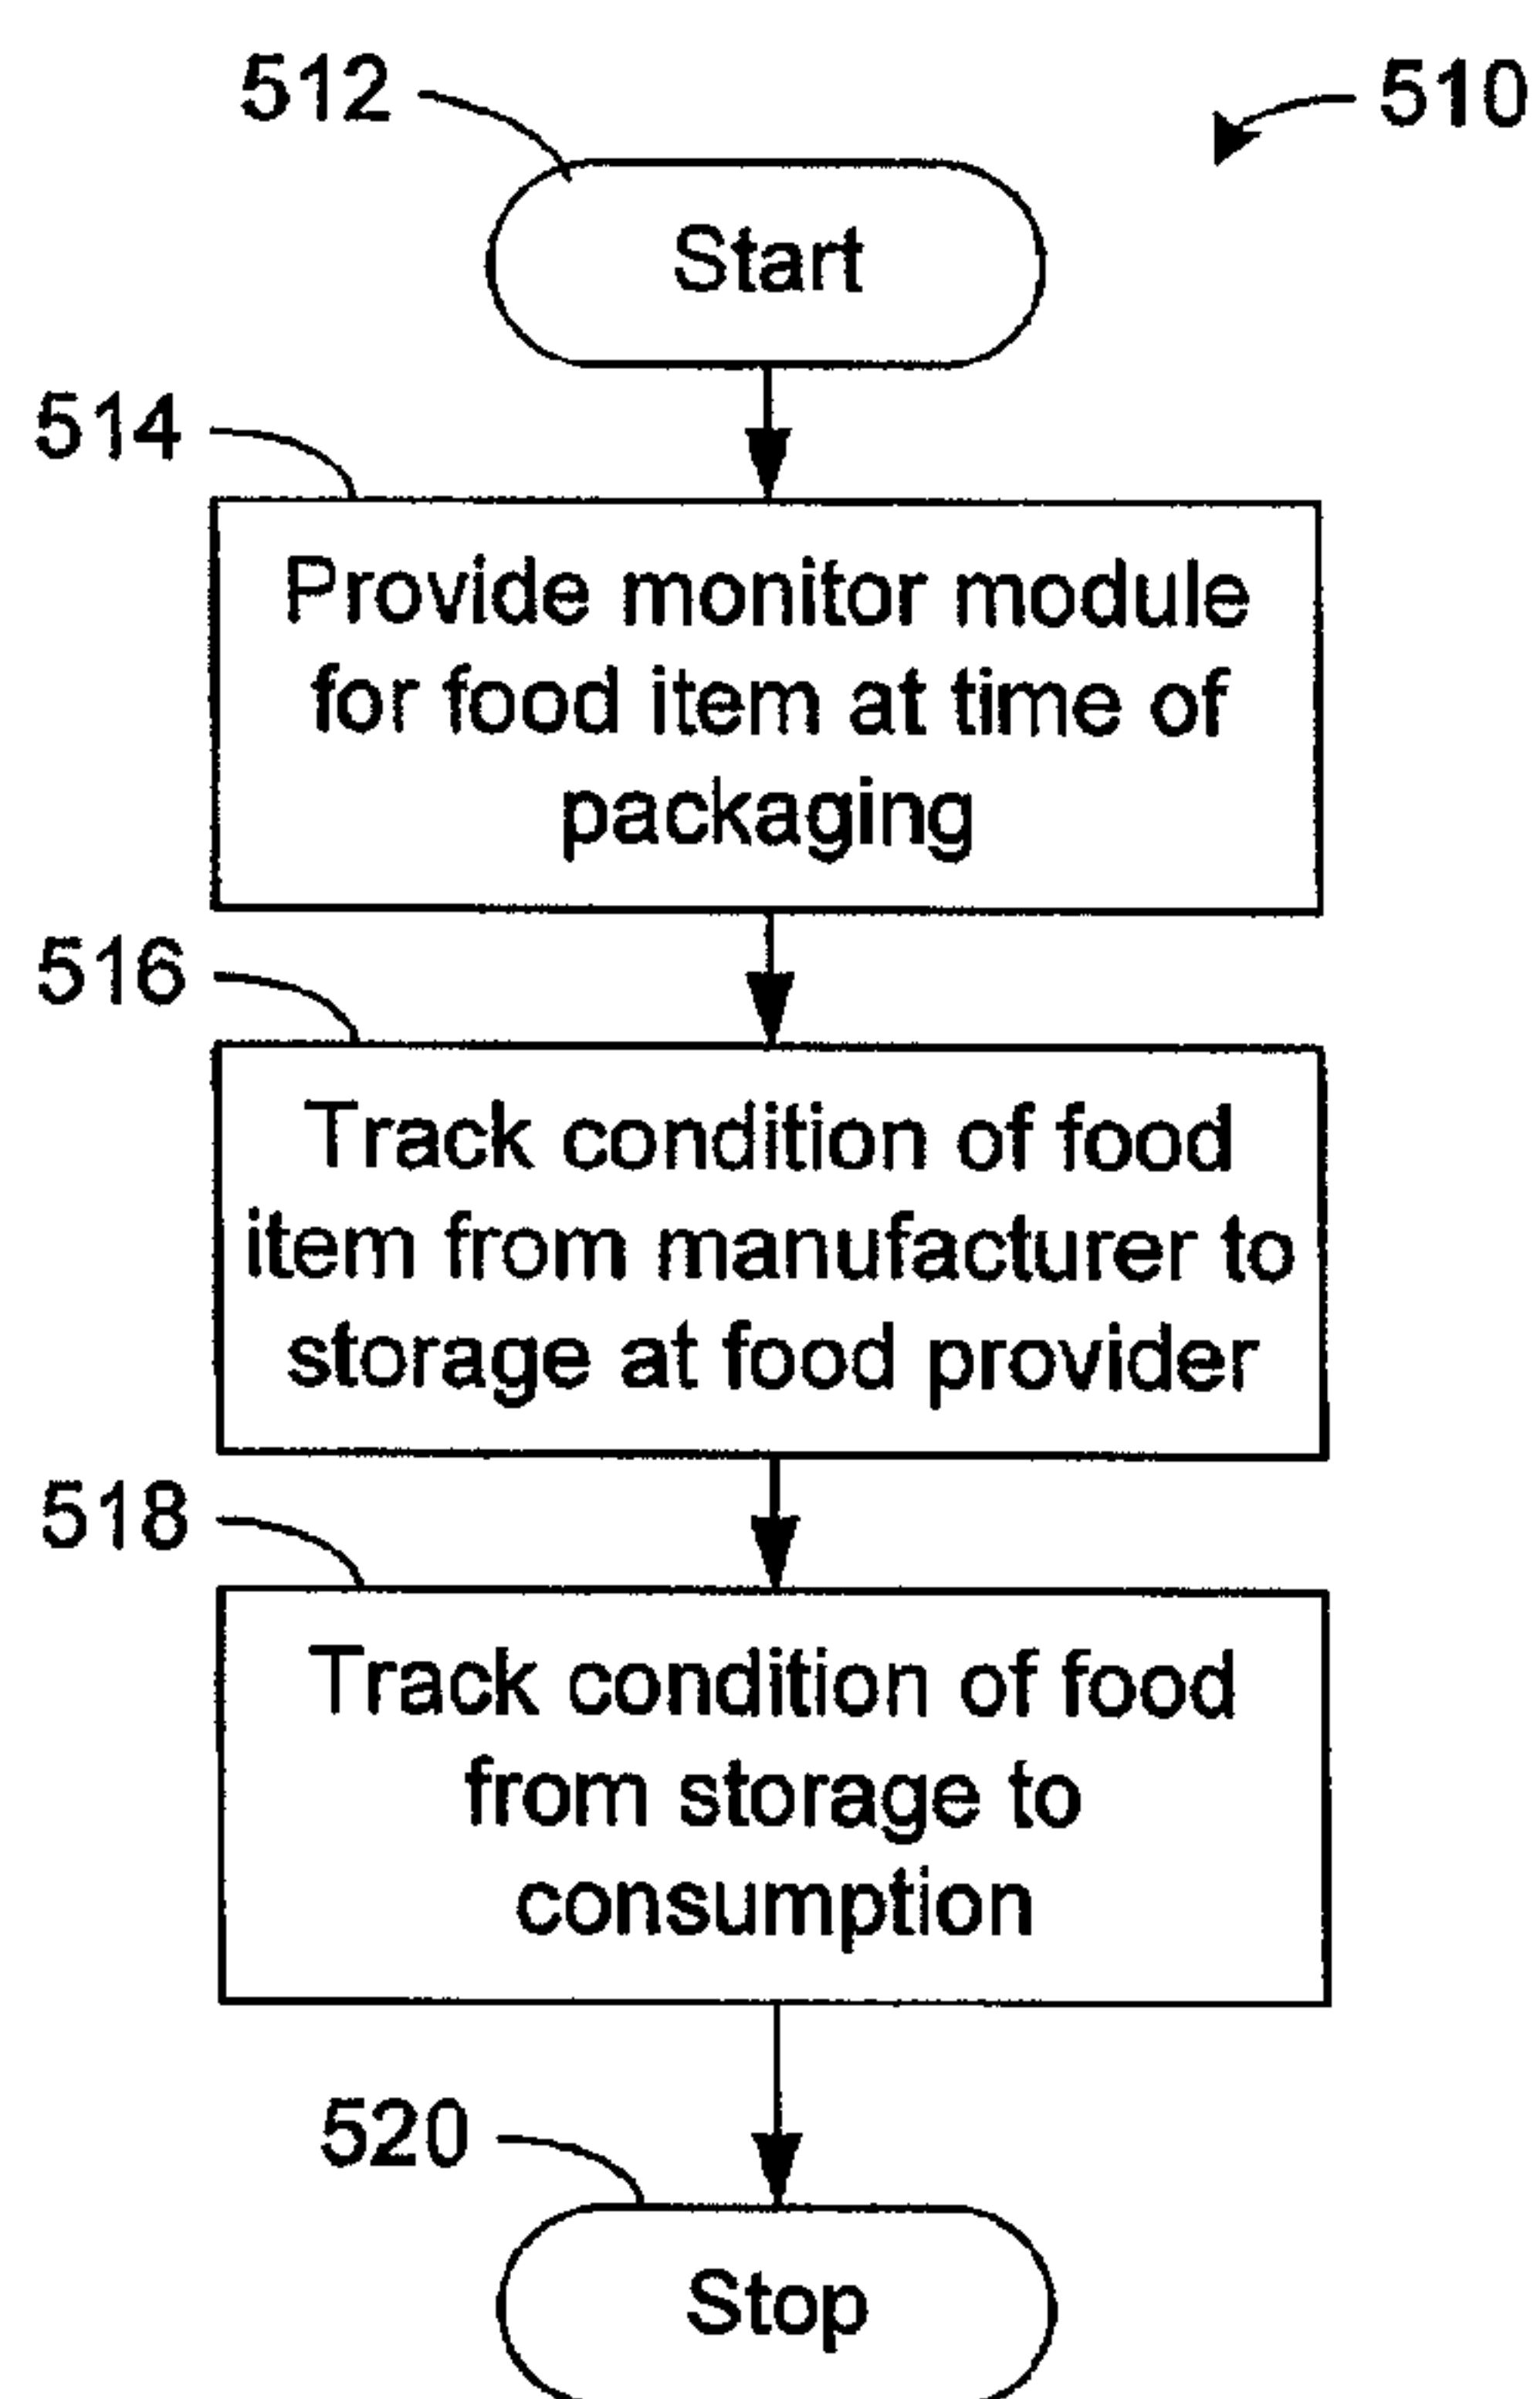 512
510
Start
514
Provide monitor module
for food item at time of
packaging
516
Track condition of food
item from manufacturer to
storage at food provider
518
Track condition of food
from storage to
consumption
520
Stop